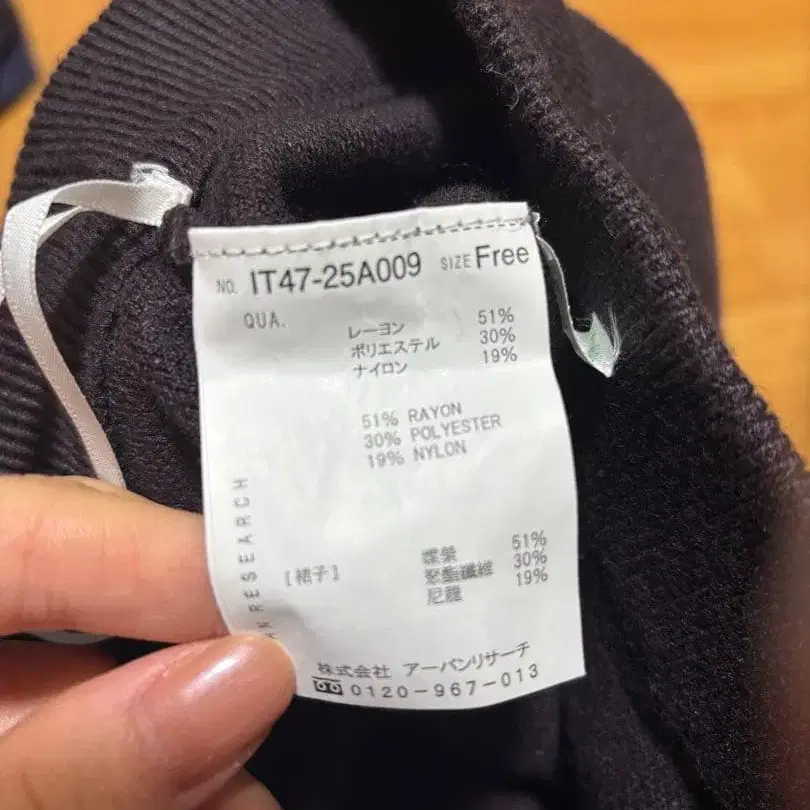 NO. IT47-25A009 SIZE Free
QUA.
レーヨン 51%
ポリエステル 30%
ナイロン 19%
51% RAYON
30% POLYESTER
19% NYLON
RESEARCH
[裙子]
嫘縈 51%
聚酯纖維 30%
尼龍 19%
株式会社 アーバンリサーチ
0120-967-013